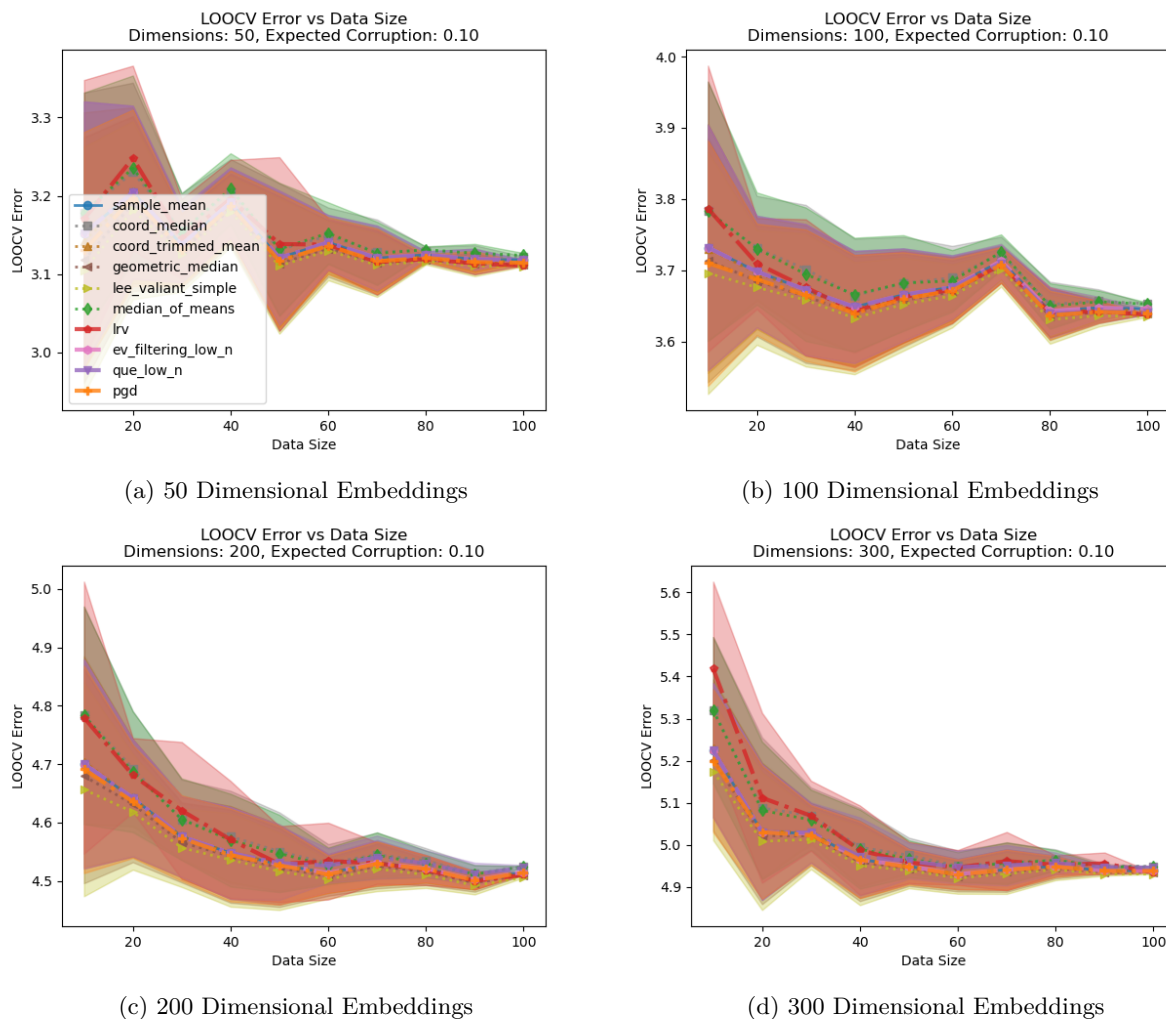 LOOCV Error vs Data Size
Dimensions: 50, Expected Corruption: 0.10
LOOCV Error
3.3
3.2
3.1
3.0
sample_mean
coord_median
coord_trimmed_mean
geometric_median
lee_valiant_simple
median_of_means
lrv
ev_filtering_low_n
que_low_n
pgd
20 40 60 80 100
Data Size
(a) 50 Dimensional Embeddings
LOOCV Error vs Data Size
Dimensions: 100, Expected Corruption: 0.10
LOOCV Error
4.0
3.9
3.8
3.7
3.6
20 40 60 80 100
Data Size
(b) 100 Dimensional Embeddings
LOOCV Error vs Data Size
Dimensions: 200, Expected Corruption: 0.10
LOOCV Error
5.0
4.9
4.8
4.7
4.6
4.5
20 40 60 80 100
Data Size
(c) 200 Dimensional Embeddings
LOOCV Error vs Data Size
Dimensions: 300, Expected Corruption: 0.10
LOOCV Error
5.6
5.5
5.4
5.3
5.2
5.1
5.0
4.9
20 40 60 80 100
Data Size
(d) 300 Dimensional Embeddings